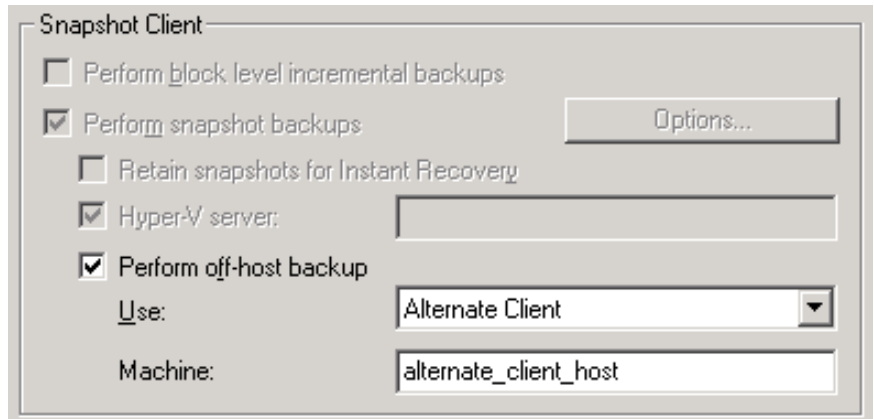 Snapshot Client
Perform block level incremental backups
Perform snapshot backups Options...
Retain snapshots for Instant Recovery
Hyper-V server:
Perform off-host backup
Use: Alternate Client
Machine: alternate_client_host